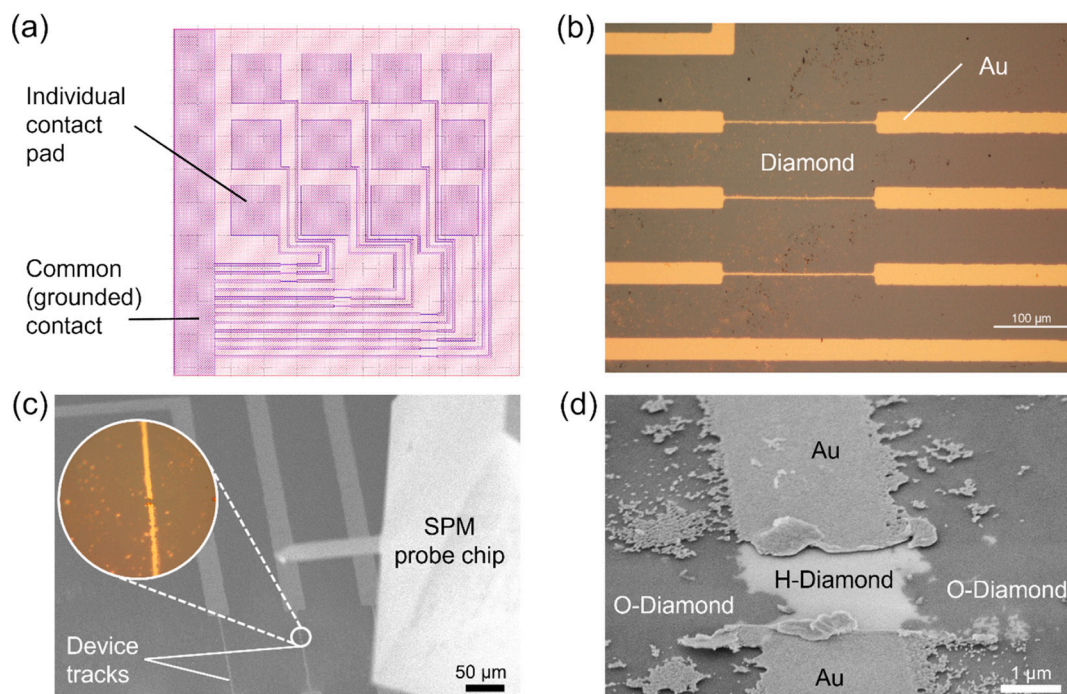 (a)
Individual
contact
pad
Common
(grounded)
contact
(b)
Au
Diamond
100 µm
(c)
SPM
probe chip
Device
tracks
50 µm
(d)
Au
H-Diamond
O-Diamond
O-Diamond
Au
1 µm